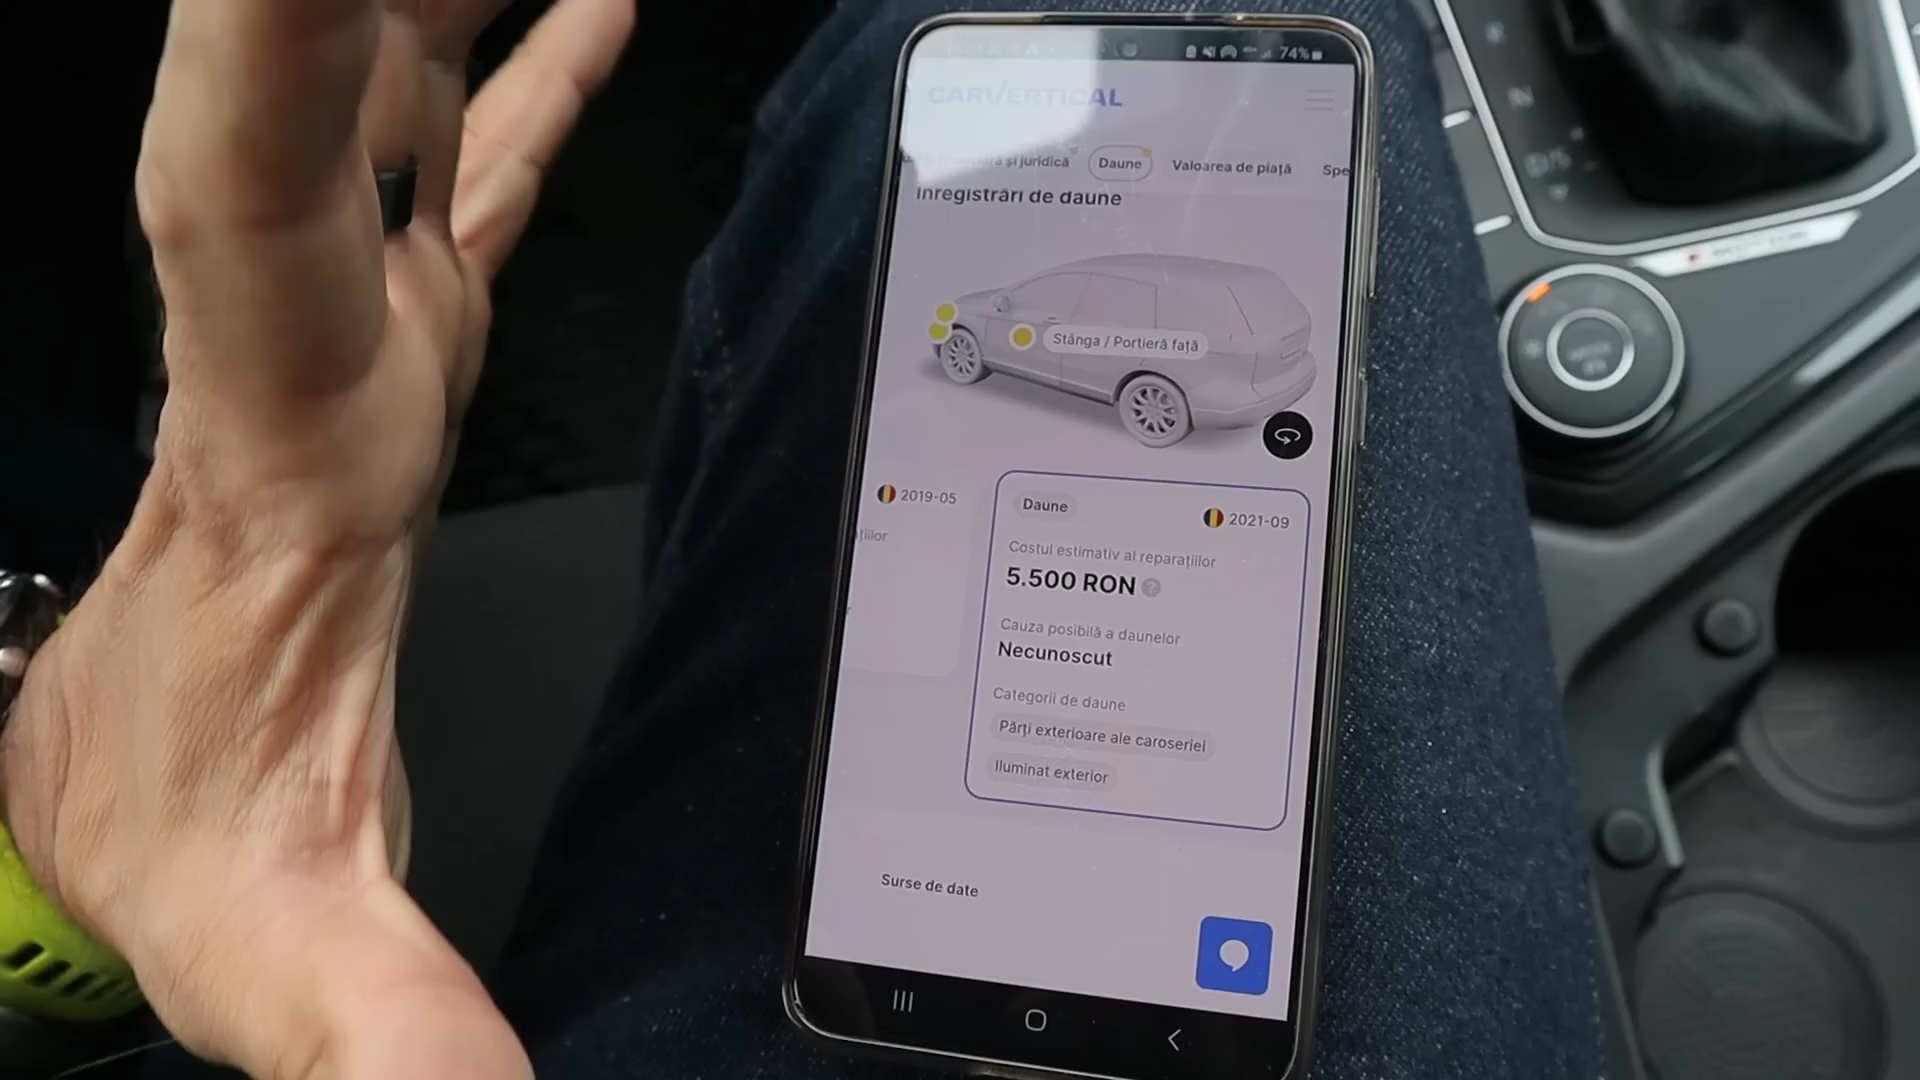 74%
CARVERTICAL
și juridică
Daune
Valoarea de piață
Spe
Înregistrări de daune
Stânga / Portieră față
2019-05
țiilor
Daune
2021-09
Costul estimativ al reparațiilor
5.500 RON ?
Cauza posibilă a daunelor
Necunoscut
Categorii de daune
Părți exterioare ale caroseriei
Iluminat exterior
Surse de date